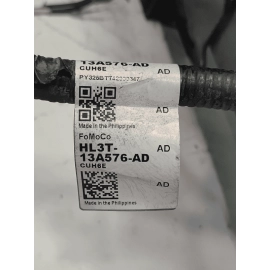 13A576-AD
CUH6E
AD
Made in the Philippines
FoMoCo
HL3T-
13A576-AD
AD
CUH6E
AD
Made in the Philippines